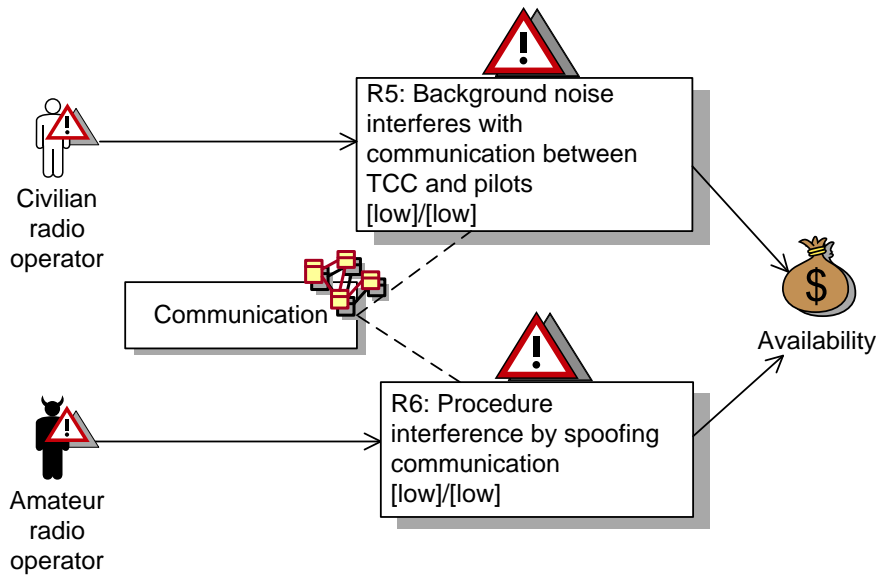 R5: Background noise
interferes with
communication between
TCC and pilots
[low]/[low]
Civilian
radio
operator
Communication
$
Availability
R6: Procedure
interference by spoofing
communication
[low]/[low]
Amateur
radio
operator